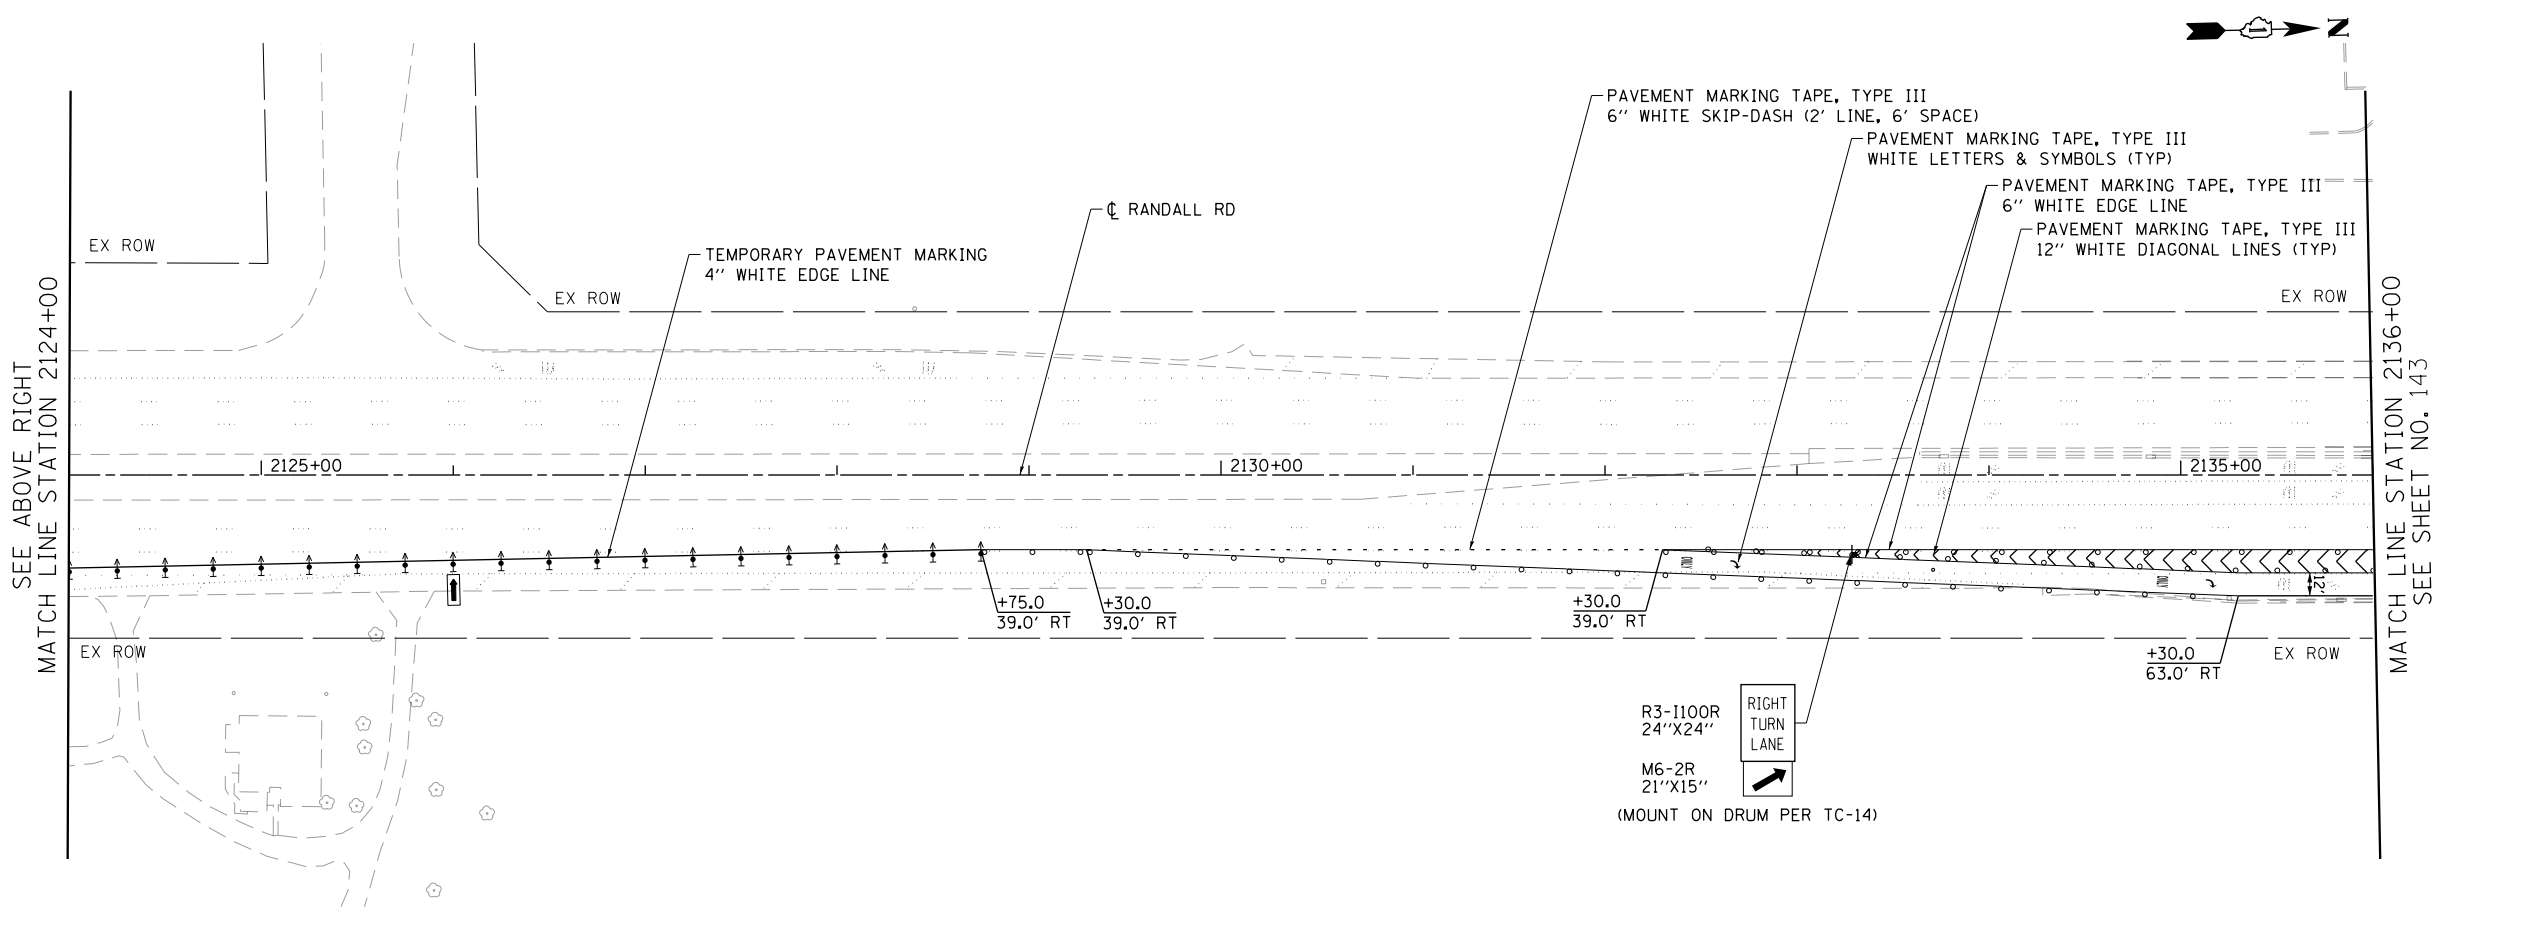 N
PAVEMENT MARKING TAPE, TYPE III
6" WHITE SKIP-DASH (2' LINE, 6' SPACE)
PAVEMENT MARKING TAPE, TYPE III
WHITE LETTERS & SYMBOLS (TYP)
PAVEMENT MARKING TAPE, TYPE III
6" WHITE EDGE LINE
PAVEMENT MARKING TAPE, TYPE III
12" WHITE DIAGONAL LINES (TYP)
℄ RANDALL RD
TEMPORARY PAVEMENT MARKING
4" WHITE EDGE LINE
EX ROW
EX ROW
EX ROW
SEE ABOVE RIGHT
MATCH LINE STATION 2124+00
MATCH LINE STATION 2136+00
SEE SHEET NO. 143
2125+00
2130+00
2135+00
+75.0
39.0' RT
+30.0
39.0' RT
+30.0
39.0' RT
12'
+30.0
63.0' RT
EX ROW
EX ROW
R3-I100R
24"X24"
RIGHT
TURN
LANE
M6-2R
21"X15"
(MOUNT ON DRUM PER TC-14)